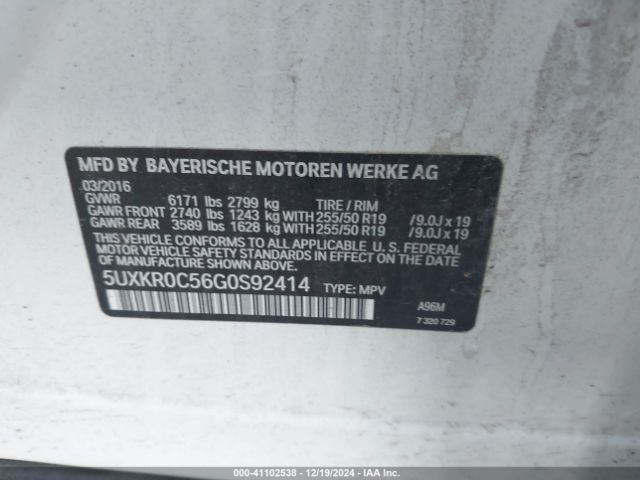 MFD BY BAYERISCHE MOTOREN WERKE AG
03/2016
GVWR 6171 lbs 2799 kg TIRE / RIM
GAWR FRONT 2740 lbs 1243 kg WITH 255/50 R19 /9.0J x 19
GAWR REAR 3589 lbs 1628 kg WITH 255/50 R19 /9.0J x 19
THIS VEHICLE CONFORMS TO ALL APPLICABLE U. S. FEDERAL
MOTOR VEHICLE SAFETY STANDARDS IN EFFECT ON THE DATE
OF MANUFACTURE SHOWN ABOVE.
5UXKR0C56G0S92414 TYPE: MPV
A96M
7 320 729
000-41102538 - 12/19/2024 - IAA Inc.